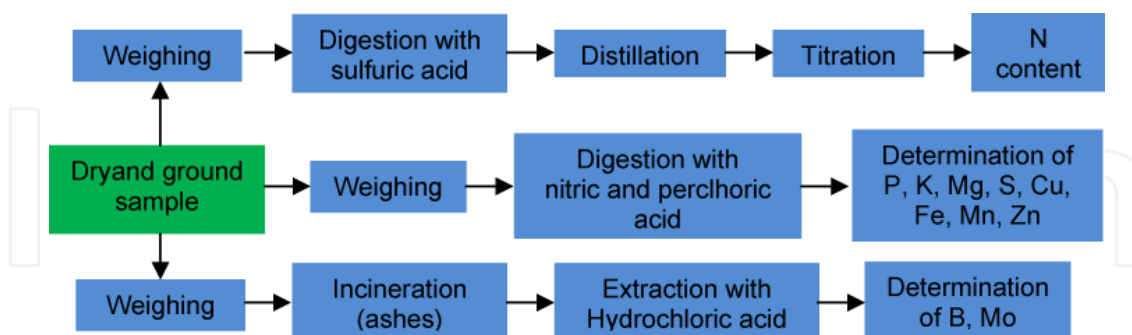 Weighing
Digestion with
sulfuric acid
Distillation
Titration
N
content
Dryand ground
sample
Weighing
Digestion with
nitric and perclhoric
acid
Determination of
P, K, Mg, S, Cu,
Fe, Mn, Zn
Weighing
Incineration
(ashes)
Extraction with
Hydrochloric acid
Determination
of B, Mo